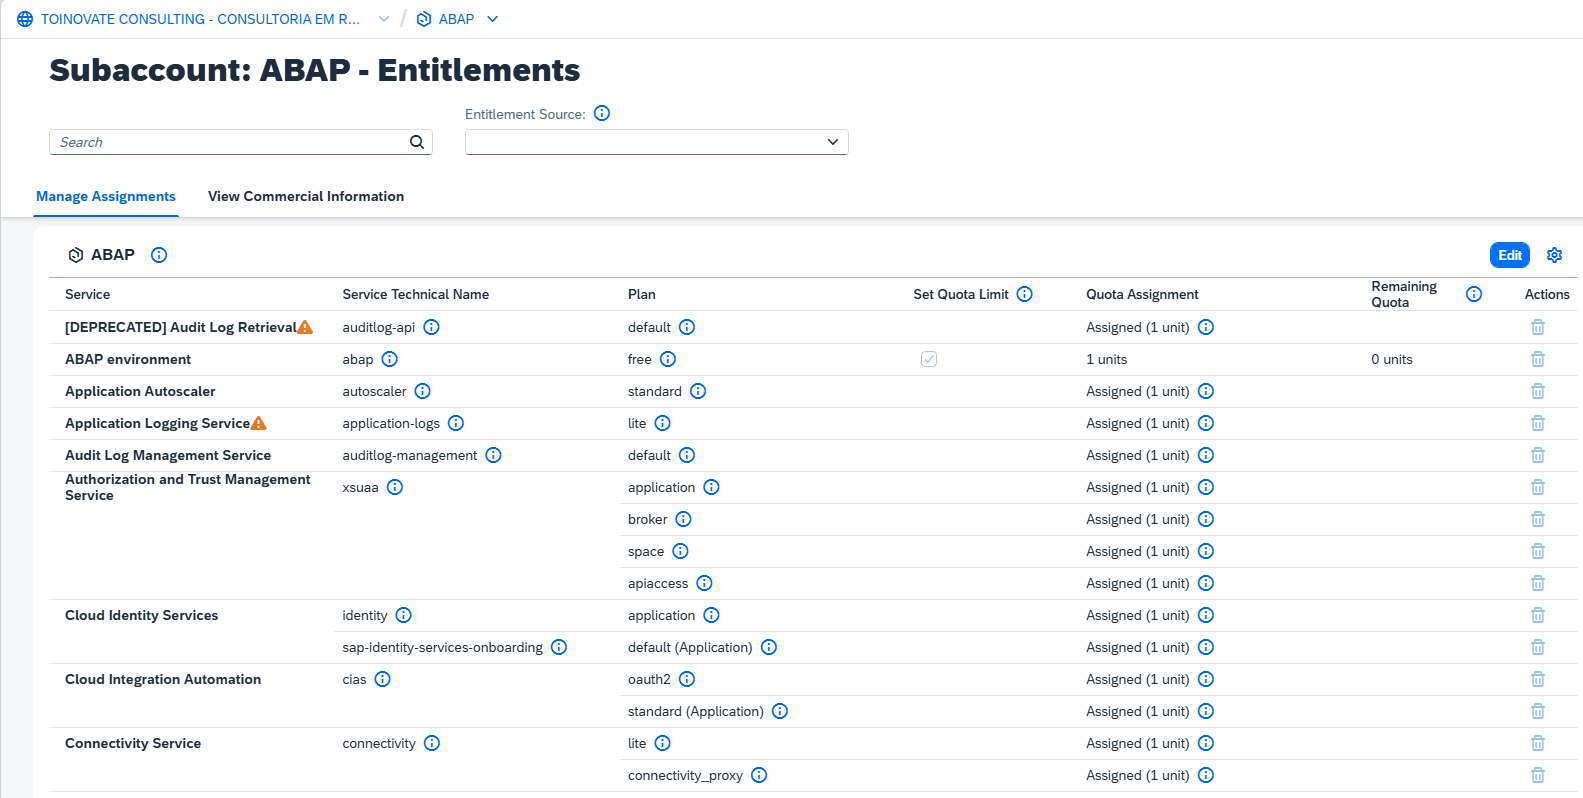 TOINOVATE CONSULTING - CONSULTORIA EM R... / ABAP
Subaccount: ABAP - Entitlements
Entitlement Source:
Search
Manage Assignments View Commercial Information
ABAP Edit
Service Service Technical Name Plan Set Quota Limit Quota Assignment Remaining Quota Actions
[DEPRECATED] Audit Log Retrieval auditlog-api default Assigned (1 unit)
ABAP environment abap free 1 units 0 units
Application Autoscaler autoscaler standard Assigned (1 unit)
Application Logging Service application-logs lite Assigned (1 unit)
Audit Log Management Service auditlog-management default Assigned (1 unit)
Authorization and Trust Management Service xsuaa application Assigned (1 unit)
broker Assigned (1 unit)
space Assigned (1 unit)
apiaccess Assigned (1 unit)
Cloud Identity Services identity application Assigned (1 unit)
sap-identity-services-onboarding default (Application) Assigned (1 unit)
Cloud Integration Automation cias oauth2 Assigned (1 unit)
standard (Application) Assigned (1 unit)
Connectivity Service connectivity lite Assigned (1 unit)
connectivity_proxy Assigned (1 unit)